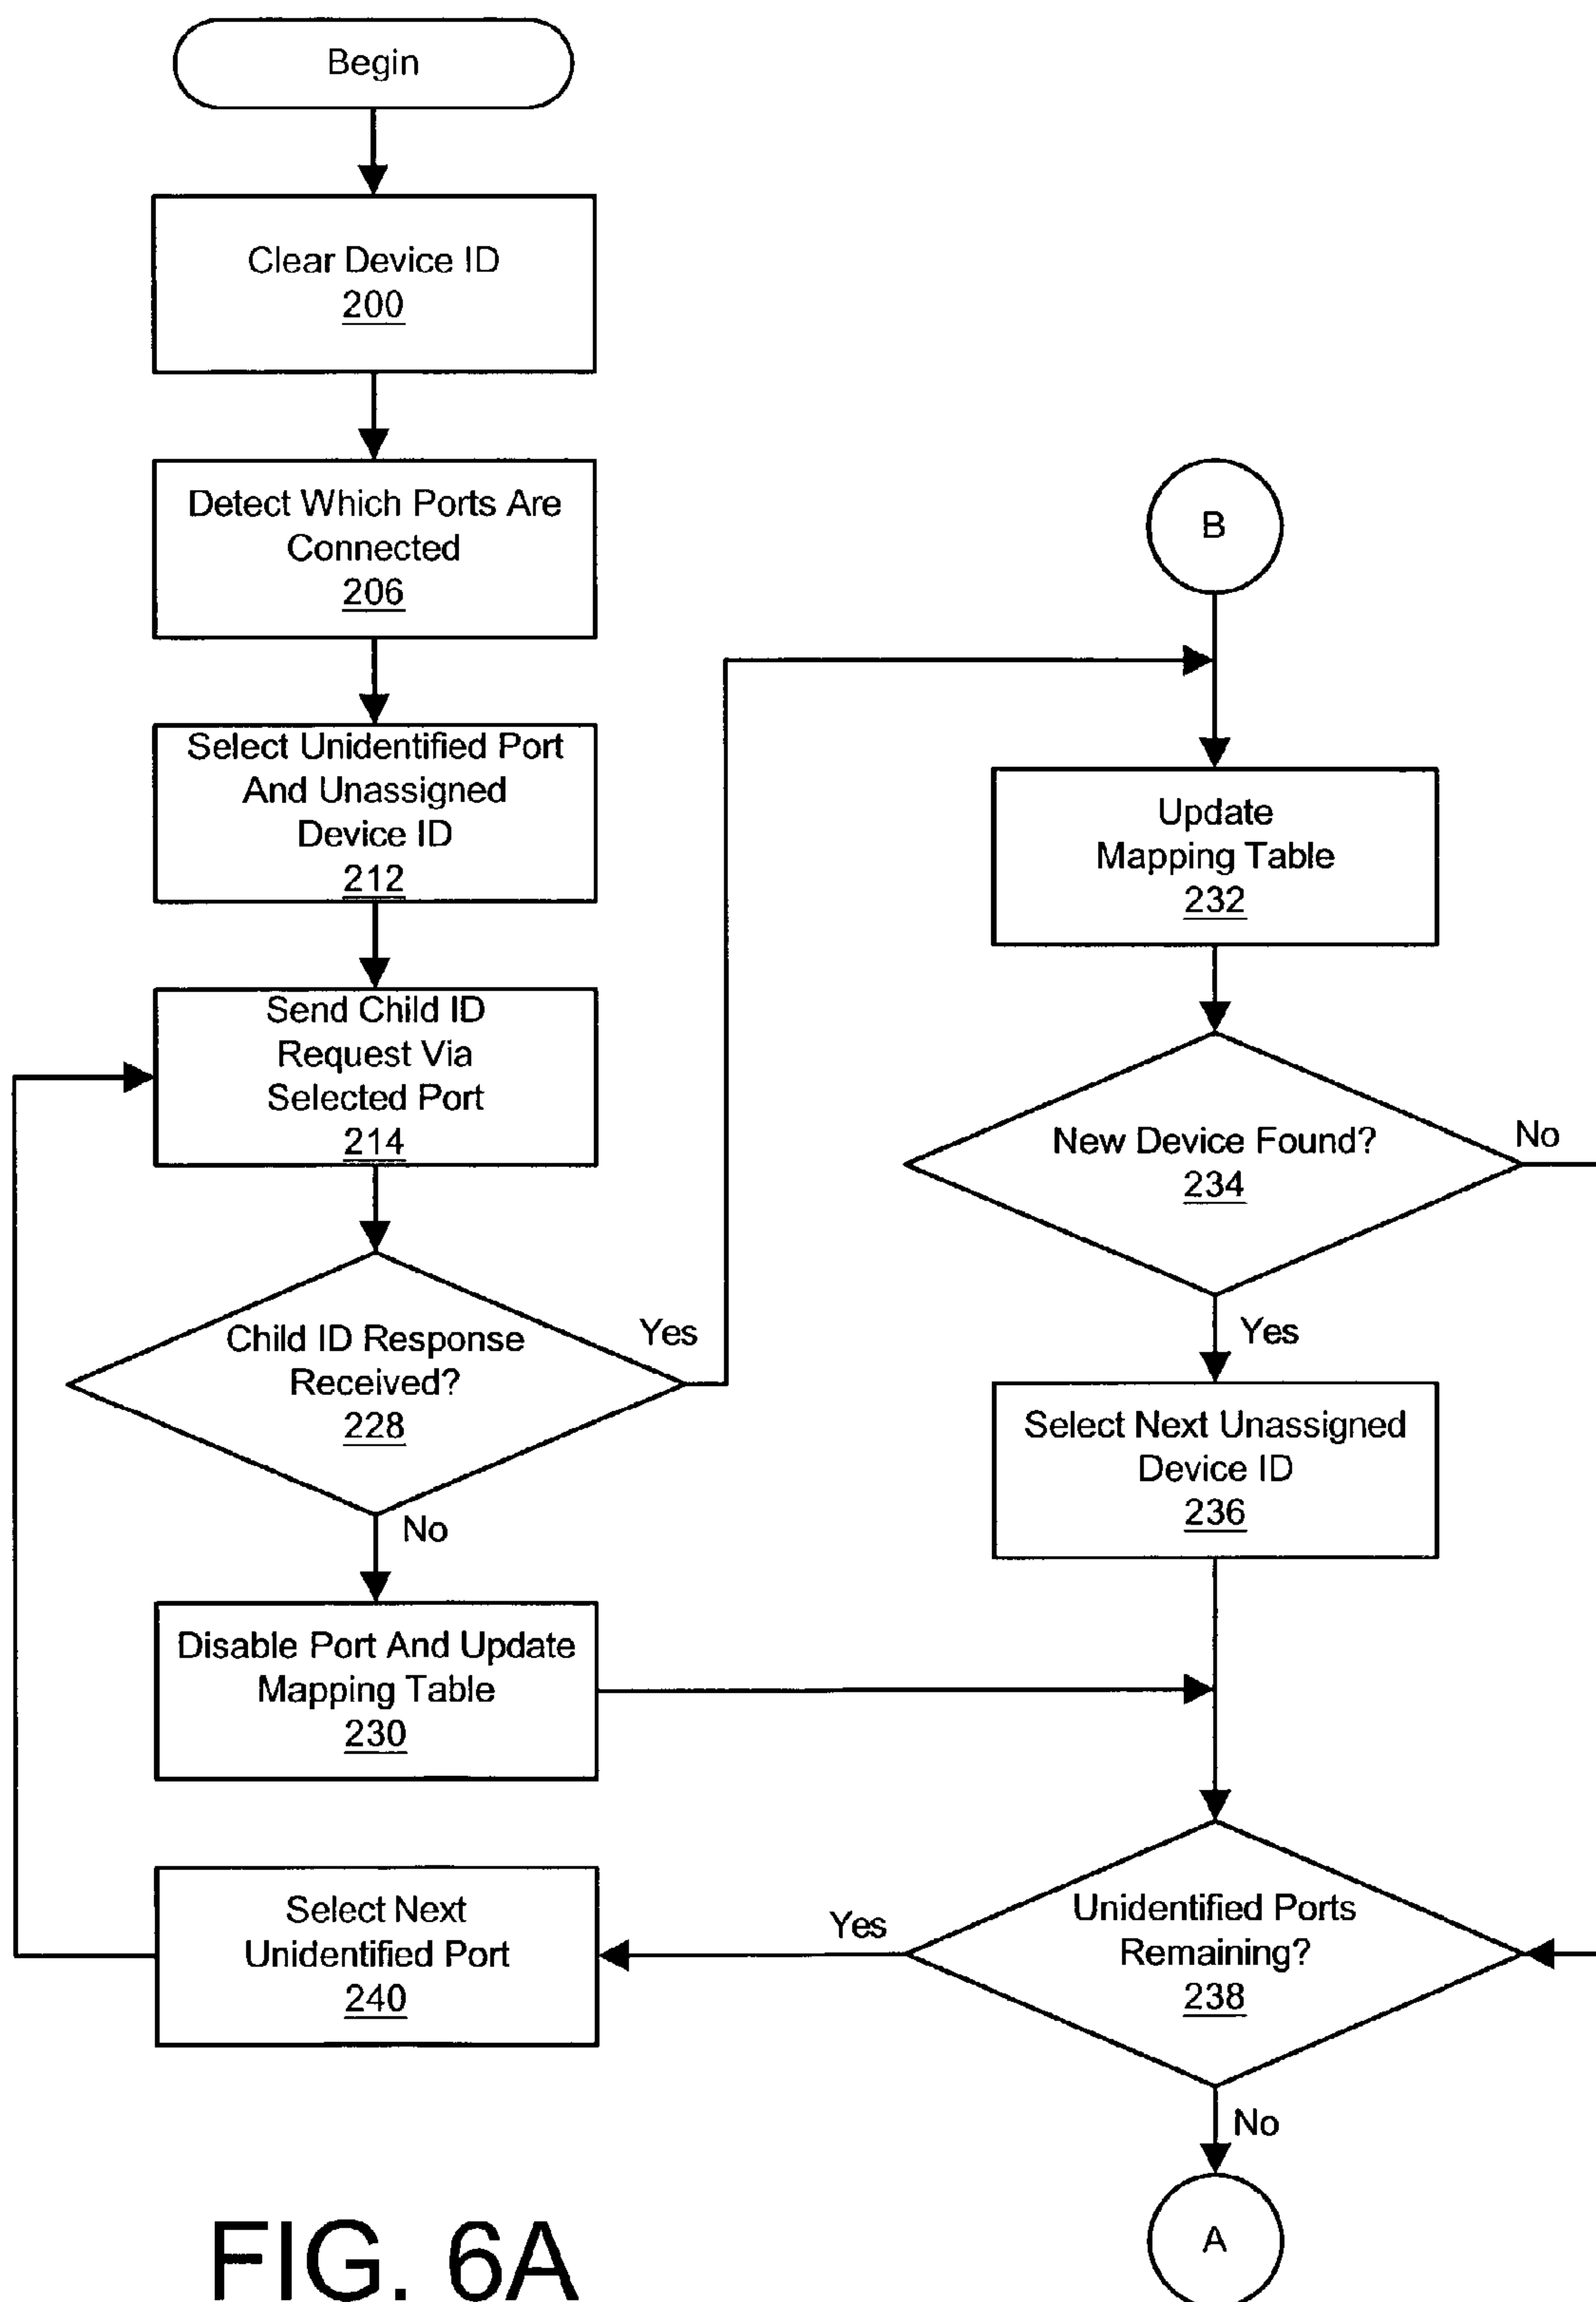 Begin
Clear Device ID
200
Detect Which Ports Are
Connected
206
Select Unidentified Port
And Unassigned
Device ID
212
Send Child ID
Request Via
Selected Port
214
Child ID Response
Received?
228
Yes
No
Disable Port And Update
Mapping Table
230
Select Next
Unidentified Port
240
B
Update
Mapping Table
232
New Device Found?
234
No
Yes
Select Next Unassigned
Device ID
236
Unidentified Ports
Remaining?
238
Yes
No
A
FIG. 6A